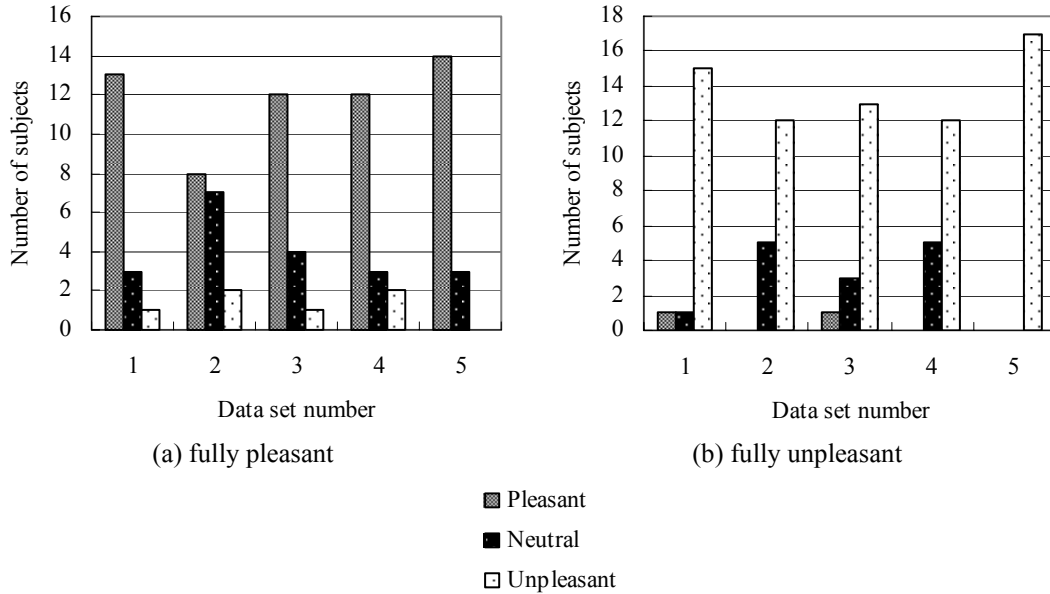 16
14
12
10
8
6
4
2
0
Number of subjects
1 2 3 4 5
Data set number
(a) fully pleasant
18
16
14
12
10
8
6
4
2
0
Number of subjects
1 2 3 4 5
Data set number
(b) fully unpleasant
Pleasant
Neutral
Unpleasant